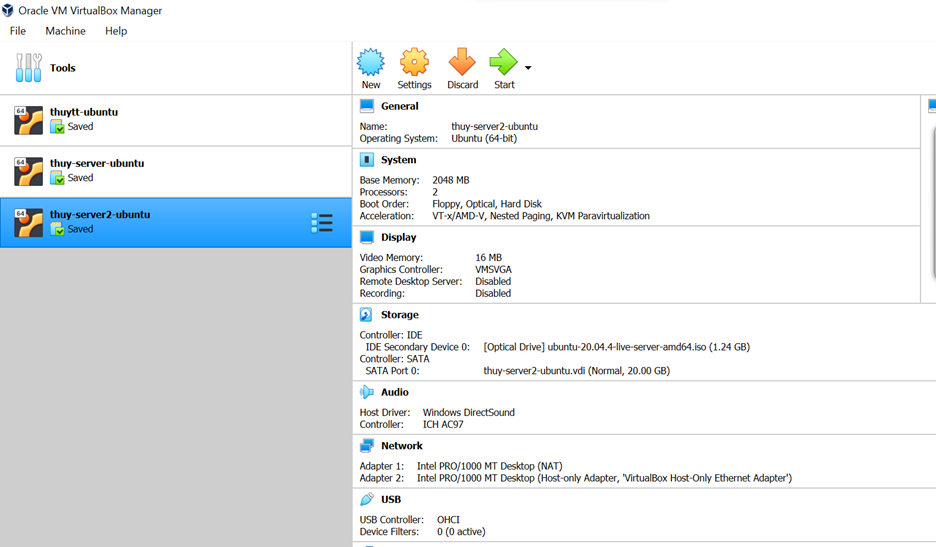 Oracle VM VirtualBox Manager
File Machine Help
Tools
New Settings Discard Start
64 thuytt-ubuntu
Saved
64 thuy-server-ubuntu
Saved
64 thuy-server2-ubuntu
Saved
General
Name: thuy-server2-ubuntu
Operating System: Ubuntu (64-bit)
System
Base Memory: 2048 MB
Processors: 2
Boot Order: Floppy, Optical, Hard Disk
Acceleration: VT-x/AMD-V, Nested Paging, KVM Paravirtualization
Display
Video Memory: 16 MB
Graphics Controller: VMSVGA
Remote Desktop Server: Disabled
Recording: Disabled
Storage
Controller: IDE
IDE Secondary Device 0: [Optical Drive] ubuntu-20.04.4-live-server-amd64.iso (1.24 GB)
Controller: SATA
SATA Port 0: thuy-server2-ubuntu.vdi (Normal, 20.00 GB)
Audio
Host Driver: Windows DirectSound
Controller: ICH AC97
Network
Adapter 1: Intel PRO/1000 MT Desktop (NAT)
Adapter 2: Intel PRO/1000 MT Desktop (Host-only Adapter, 'VirtualBox Host-Only Ethernet Adapter')
USB
USB Controller: OHCI
Device Filters: 0 (0 active)